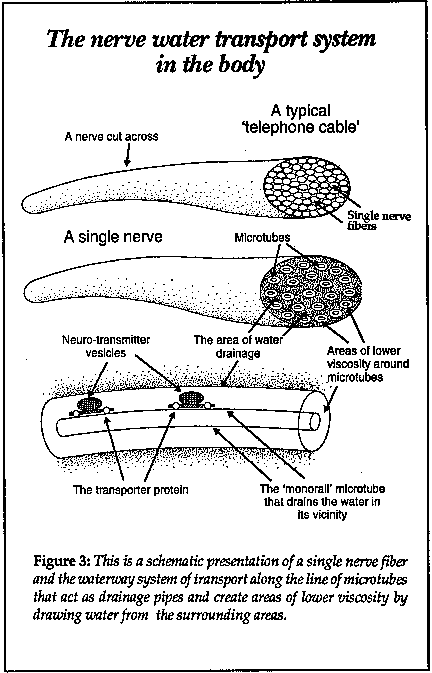 The nerve water transport system
in the body
A typical
'telephone cable'
A nerve cut across
Single nerve
fibers
A single nerve
Microtubes
Neuro-transmitter
vesicles
The area of water
drainage
Areas of lower
viscosity around
microtubes
The transporter protein
The 'monorail' microtube
that drains the water in
its vicinity
Figure 3: This is a schematic presentation of a single nerve fiber
and the waterway system of transport along the line of microtubes
that act as drainage pipes and create areas of lower viscosity by
drawing water from the surrounding areas.